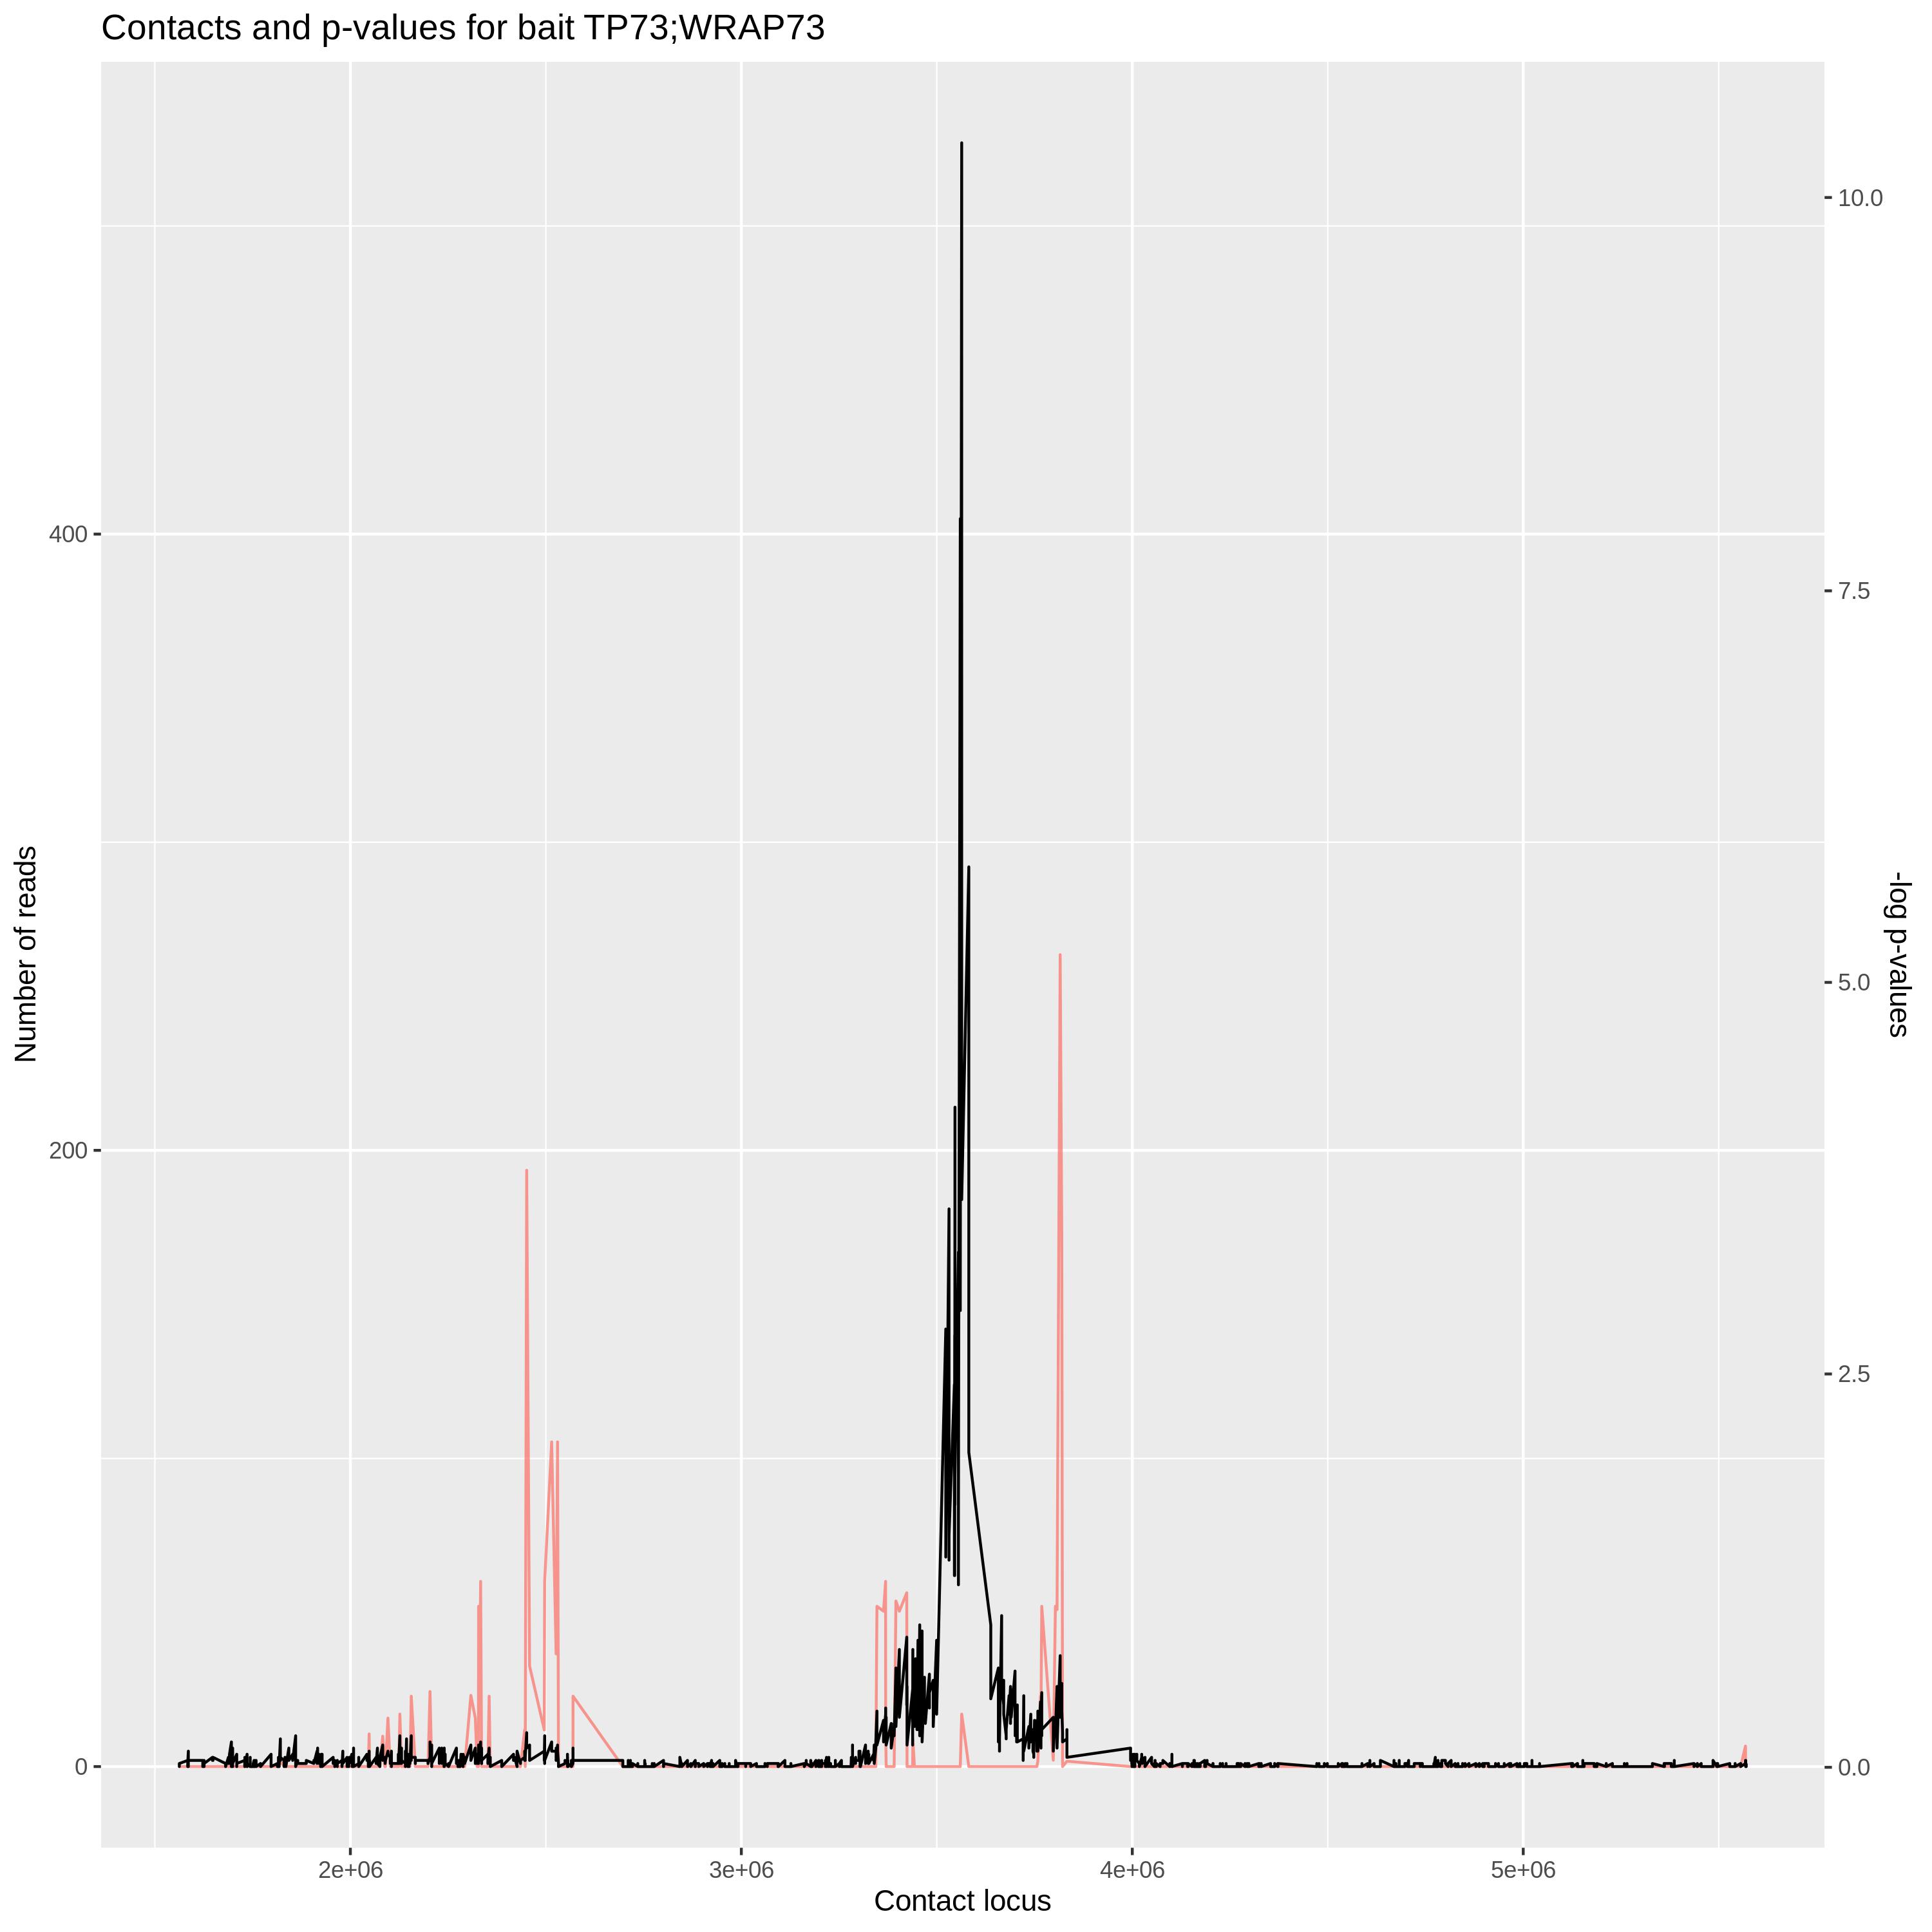 Contacts and p-values for bait TP73;WRAP73
Number of reads
400
200
0
10.0
7.5
5.0
2.5
0.0
-log p-values
2e+06
3e+06
4e+06
5e+06
Contact locus